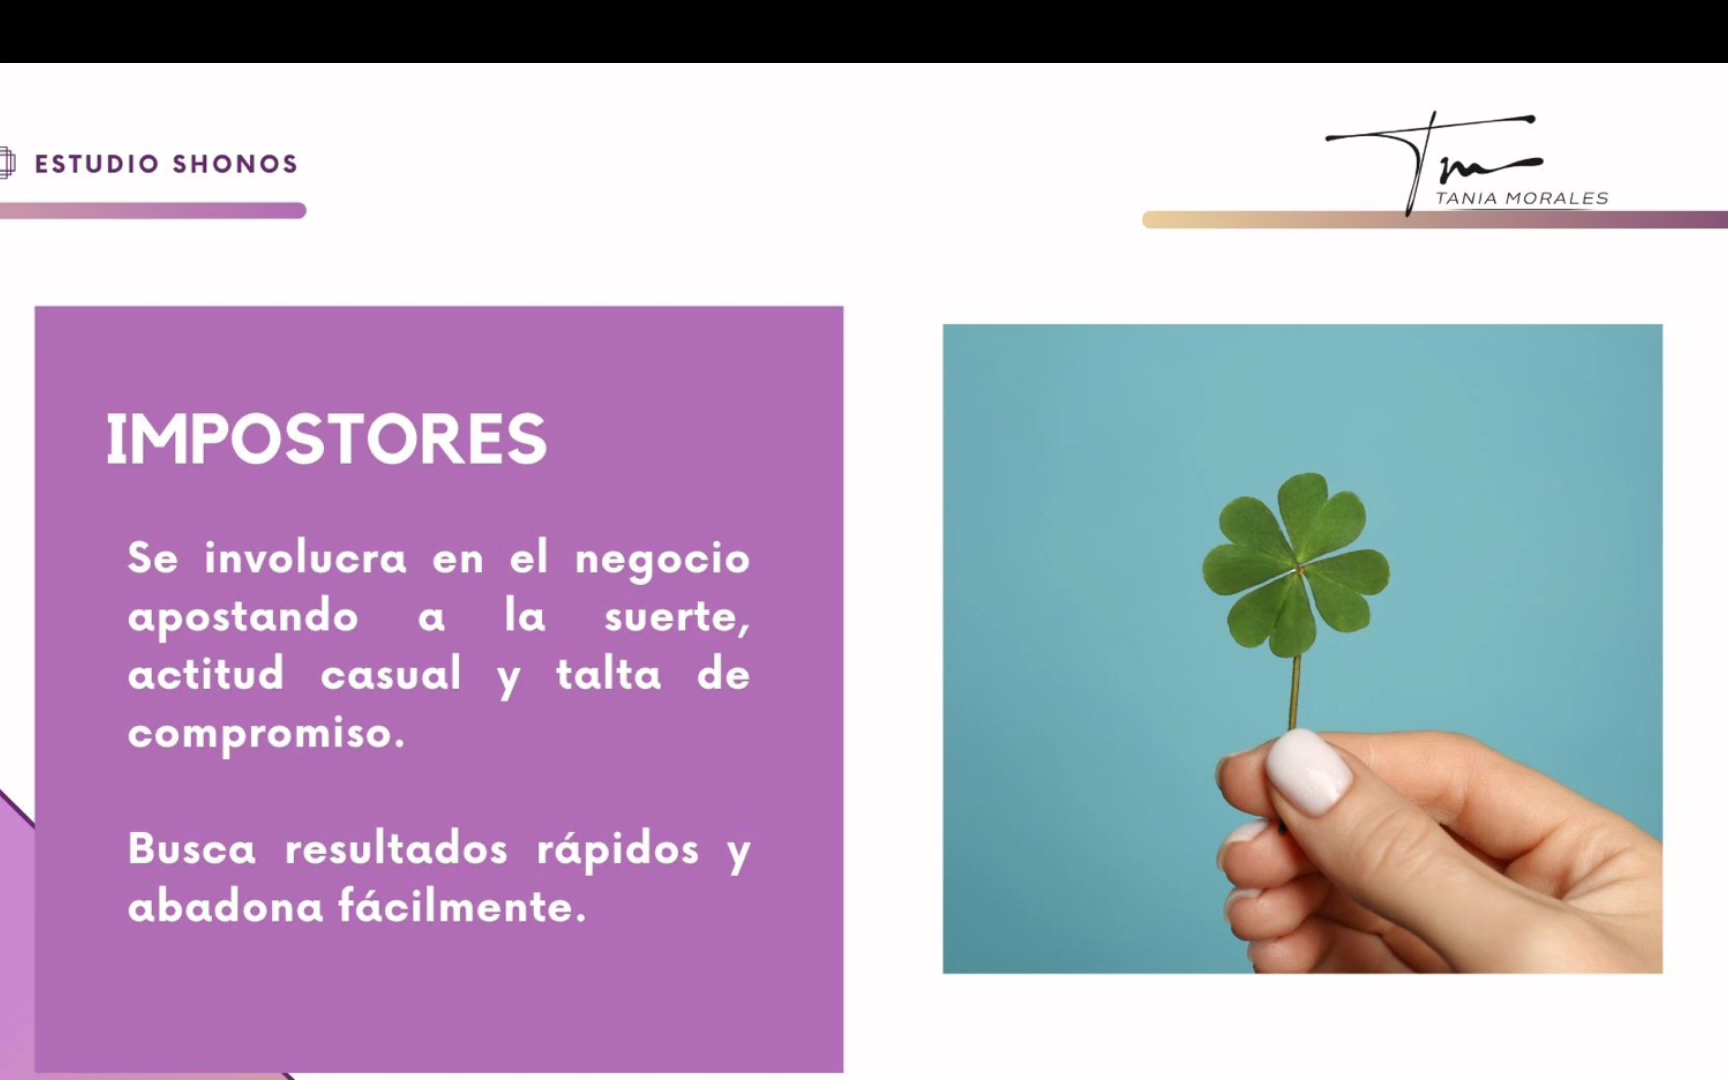 ESTUDIO SHONOS
Tm
TANIA MORALES
IMPOSTORES
Se involucra en el negocio
apostando a la suerte,
actitud casual y talta de
compromiso.
Busca resultados rápidos y
abadona fácilmente.